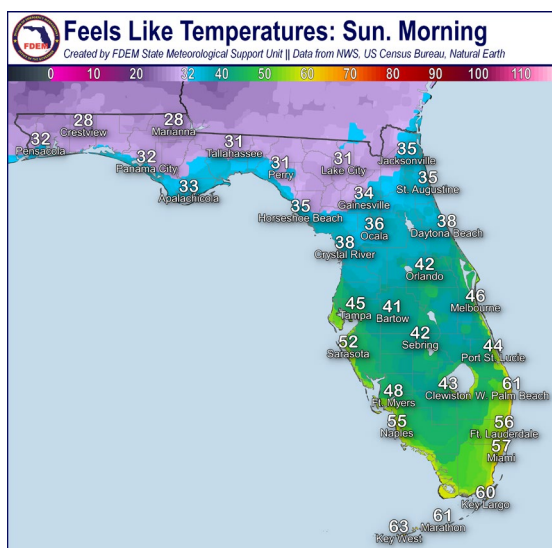 FDEM
Feels Like Temperatures: Sun. Morning
Created by FDEM State Meteorological Support Unit || Data from NWS, US Census Bureau, Natural Earth
0 10 20 32 40 50 60 70 80 90 100 110
28
Crestview
28
Marianna
32
Pensacola
32
Panama City
31
Tallahassee
31
Perry
31
Lake City
35
Jacksonville
33
Apalachicola
35
St. Augustine
34
Gainesville
35
Horseshoe Beach
36
Ocala
38
Daytona Beach
38
Crystal River
42
Orlando
45
Tampa
41
Bartow
46
Melbourne
52
Sarasota
42
Sebring
44
Port St. Lucie
48
Ft. Myers
43
Clewiston
61
W. Palm Beach
55
Naples
56
Ft. Lauderdale
57
Miami
60
Key Largo
61
Marathon
63
Key West